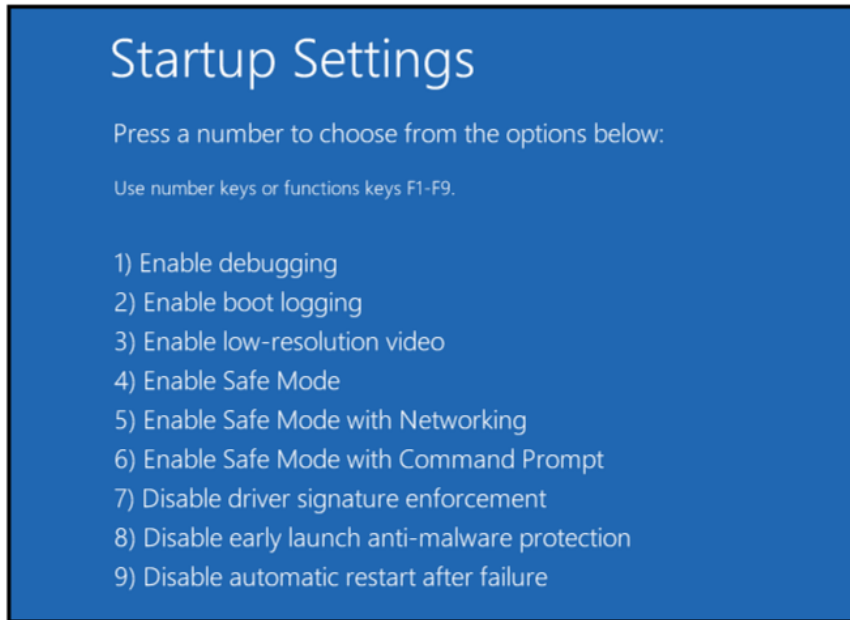 Startup Settings
Press a number to choose from the options below:
Use number keys or functions keys F1-F9.
1) Enable debugging
2) Enable boot logging
3) Enable low-resolution video
4) Enable Safe Mode
5) Enable Safe Mode with Networking
6) Enable Safe Mode with Command Prompt
7) Disable driver signature enforcement
8) Disable early launch anti-malware protection
9) Disable automatic restart after failure